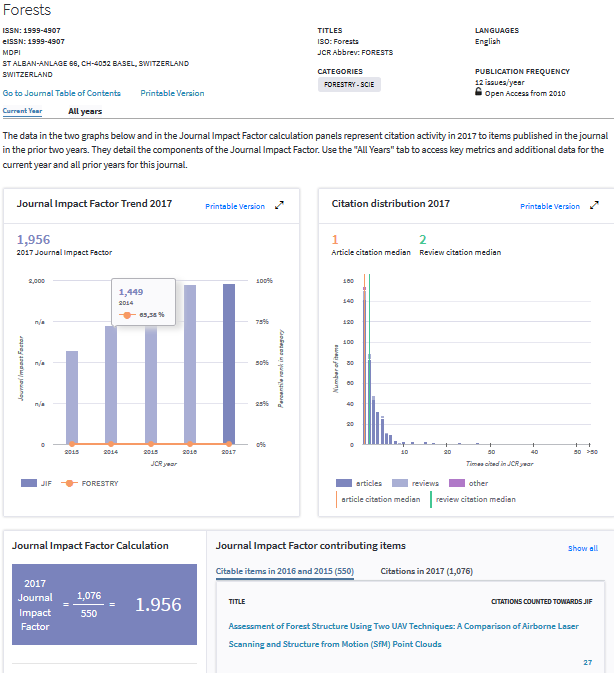 Forests
ISSN: 1999-4907
eISSN: 1999-4907
MDPI
ST ALBAN-ANLAGE 66, CH-4052 BASEL, SWITZERLAND
SWITZERLAND
Go to Journal Table of Contents Printable Version
TITLES
ISO: Forests
JCR Abbrev: FORESTS
CATEGORIES
FORESTRY - SCIE
LANGUAGES
English
PUBLICATION FREQUENCY
12 issues/year
Open Access from 2010
Current Year All years
The data in the two graphs below and in the Journal Impact Factor calculation panels represent citation activity in 2017 to items published in the journal
in the prior two years. They detail the components of the Journal Impact Factor. Use the "All Years" tab to access key metrics and additional data for the
current year and all prior years for this journal.
Journal Impact Factor Trend 2017 Printable Version
1,956
2017 Journal Impact Factor
2,000
n/a
n/a
n/a
0
Journal Impact Factor
1,449
2014
65,38 %
100%
75%
50%
25%
0%
Percentile rank in category
2013 2014 2015 2016 2017
JCR year
JIF FORESTRY
Citation distribution 2017 Printable Version
1
Article citation median
2
Review citation median
160
140
120
100
80
60
40
20
0
Number of items
10 20 30 40 50 >50
Times cited in JCR year
articles reviews other
article citation median review citation median
Journal Impact Factor Calculation
2017
Journal
Impact
Factor
= 1,076
550
= 1.956
Journal Impact Factor contributing items Show all
Citable items in 2016 and 2015 (550) Citations in 2017 (1,076)
TITLE CITATIONS COUNTED TOWARDS JIF
Assessment of Forest Structure Using Two UAV Techniques: A Comparison of Airborne Laser
Scanning and Structure from Motion (SfM) Point Clouds
27